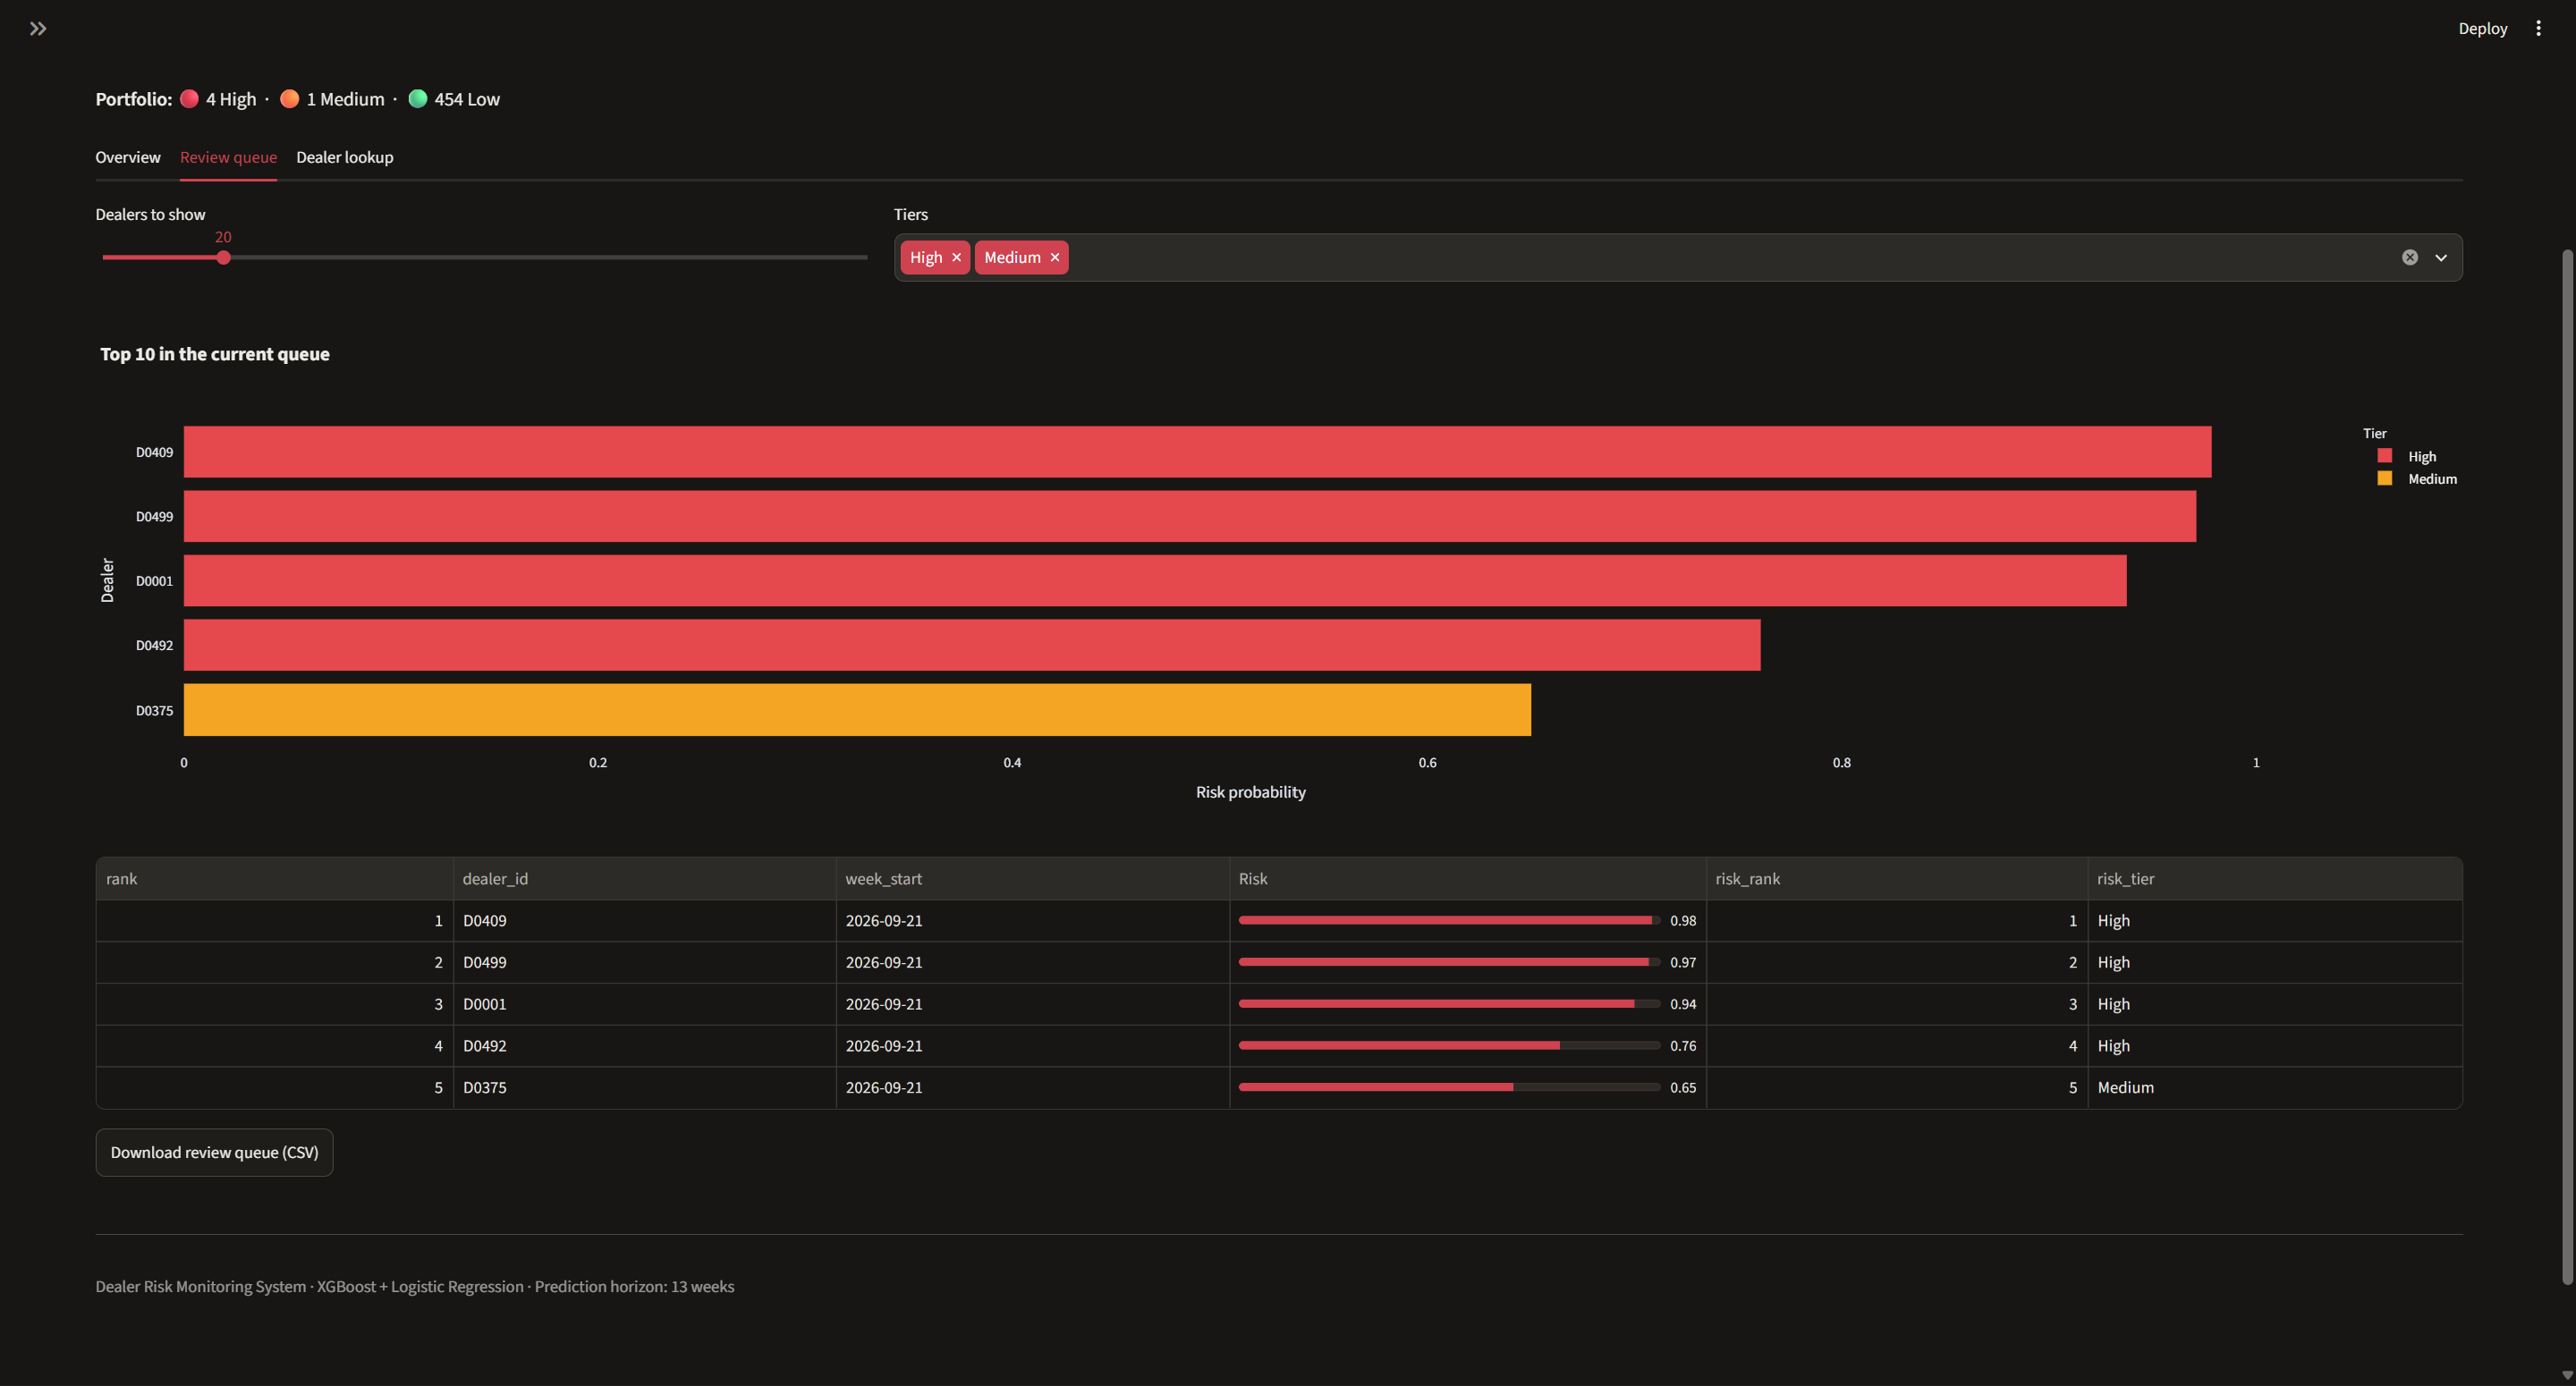 Deploy
Portfolio: 4 High · 1 Medium · 454 Low
Overview Review queue Dealer lookup
Dealers to show
20
Tiers
High × Medium ×
Top 10 in the current queue
Tier
High
Medium
Dealer
D0409
D0499
D0001
D0492
D0375
0 0.2 0.4 0.6 0.8 1
Risk probability
rank dealer_id week_start Risk risk_rank risk_tier
1 D0409 2026-09-21 0.98 1 High
2 D0499 2026-09-21 0.97 2 High
3 D0001 2026-09-21 0.94 3 High
4 D0492 2026-09-21 0.76 4 High
5 D0375 2026-09-21 0.65 5 Medium
Download review queue (CSV)
Dealer Risk Monitoring System · XGBoost + Logistic Regression · Prediction horizon: 13 weeks